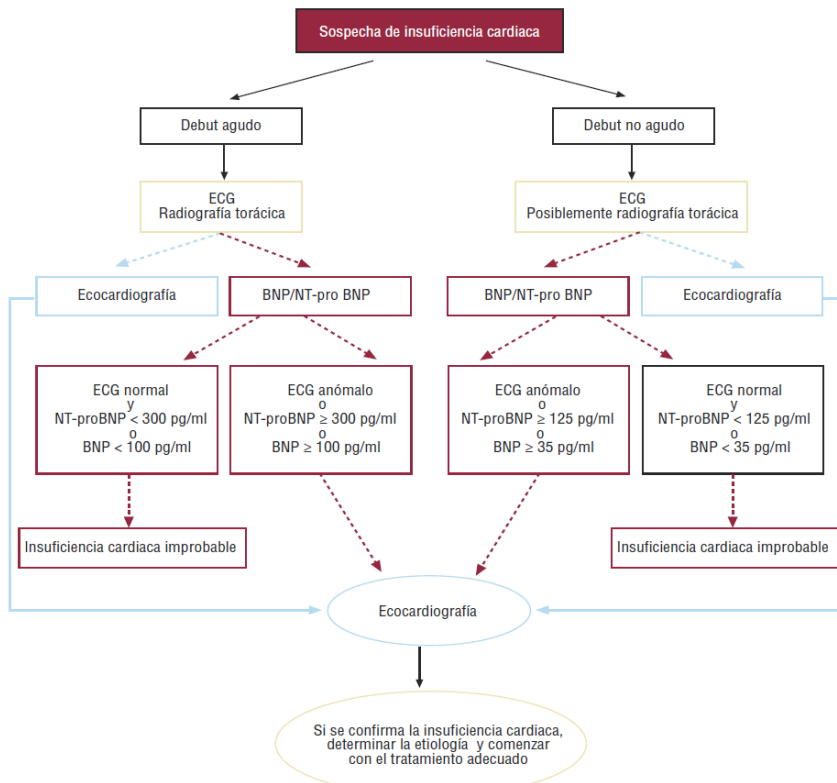 Sospecha de insuficiencia cardiaca
Debut agudo
Debut no agudo
ECG
Radiografía torácica
ECG
Posiblemente radiografía torácica
Ecocardiografía
BNP/NT-pro BNP
BNP/NT-pro BNP
Ecocardiografía
ECG normal
y
NT-proBNP < 300 pg/ml
o
BNP < 100 pg/ml
ECG anómalo
o
NT-proBNP ≥ 300 pg/ml
o
BNP ≥ 100 pg/ml
ECG anómalo
o
NT-proBNP ≥ 125 pg/ml
o
BNP ≥ 35 pg/ml
ECG normal
y
NT-proBNP < 125 pg/ml
o
BNP < 35 pg/ml
Insuficiencia cardiaca improbable
Insuficiencia cardiaca improbable
Ecocardiografía
Si se confirma la insuficiencia cardiaca,
determinar la etiología y comenzar
con el tratamiento adecuado